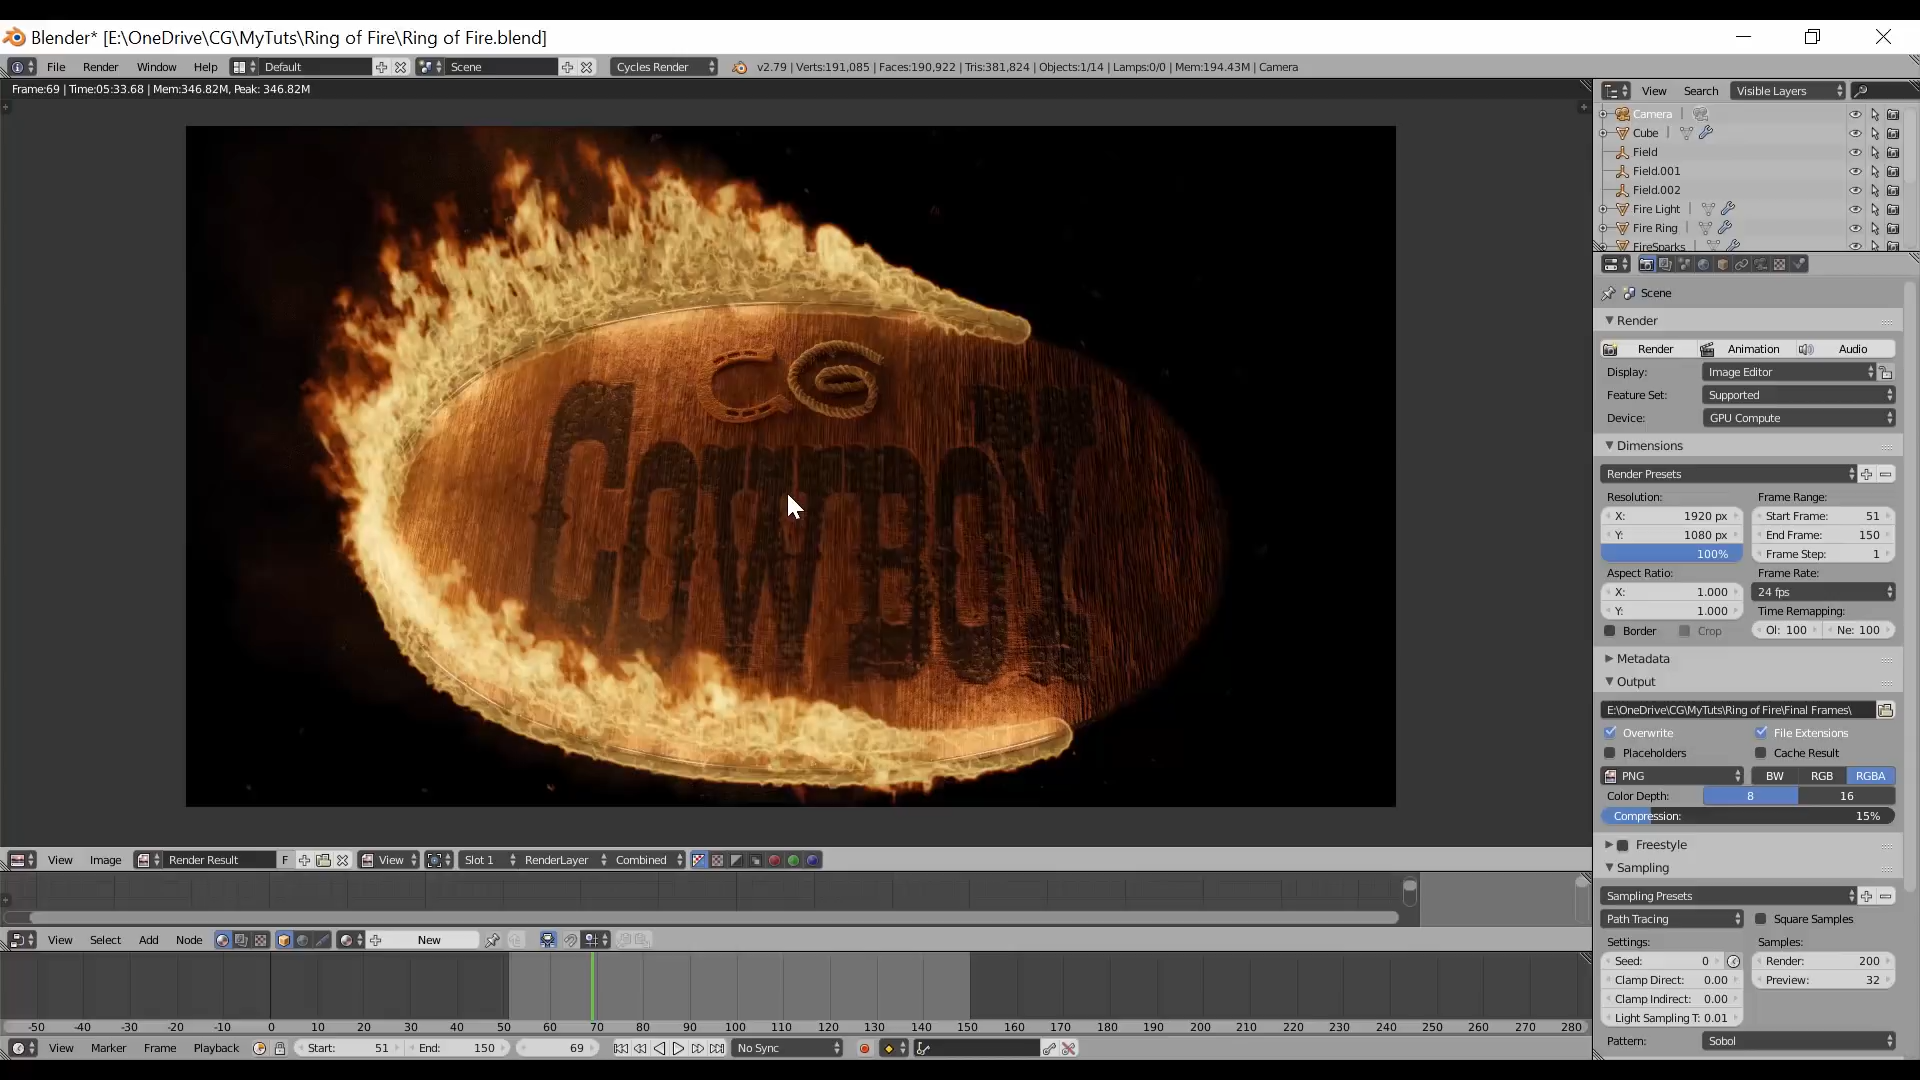 Blender* [E:\OneDrive\CG\MyTuts\Ring of Fire\Ring of Fire.blend]
File Render Window Help Default Scene Cycles Render v2.79 | Verts:191,085 | Faces:190,922 | Tris:381,824 | Objects:1/14 | Lamps:0/0 | Mem:194.43M | Camera
Frame:69 | Time:05:33.68 | Mem:346.82M, Peak: 346.82M
View Search Visible Layers
Camera
Cube
Field
Field.001
Field.002
Fire Light
Fire Ring
FireSparks
Scene
Render
Render Animation Audio
Display: Image Editor
Feature Set: Supported
Device: GPU Compute
Dimensions
Render Presets
Resolution: Frame Range:
X: 1920 px Start Frame: 51
Y: 1080 px End Frame: 150
100% Frame Step: 1
Aspect Ratio: Frame Rate:
X: 1.000 24 fps
Y: 1.000 Time Remapping:
Border Crop Ol: 100 Ne: 100
Metadata
Output
E:\OneDrive\CG\MyTuts\Ring of Fire\Final Frames\
Overwrite File Extensions
Placeholders Cache Result
PNG BW RGB RGBA
Color Depth: 8 16
Compression: 15%
Freestyle
Sampling
Sampling Presets
Path Tracing Square Samples
Settings: Samples:
Seed: 0 Render: 200
Clamp Direct: 0.00 Preview: 32
Clamp Indirect: 0.00
Light Sampling T: 0.01
Pattern: Sobol
CG
COWBOY
View Image Render Result F View Slot 1 RenderLayer Combined
View Select Add Node New
-50 -40 -30 -20 -10 0 10 20 30 40 50 60 70 80 90 100 110 120 130 140 150 160 170 180 190 200 210 220 230 240 250 260 270 280
View Marker Frame Playback Start: 51 End: 150 69 No Sync